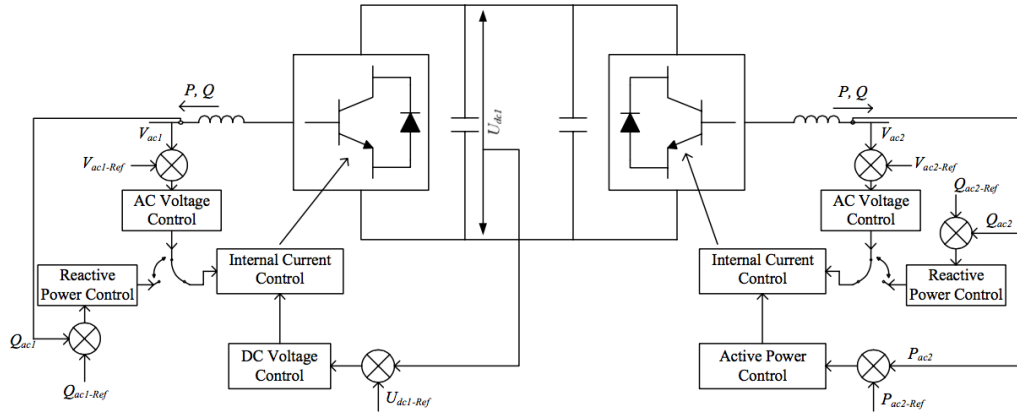 P, Q
P, Q
U_dc1
V_ac1
V_ac2
V_ac1-Ref
V_ac2-Ref
AC Voltage
Control
AC Voltage
Control
Q_ac2-Ref
Q_ac2
Reactive
Power Control
Internal Current
Control
Internal Current
Control
Reactive
Power Control
Q_ac1
DC Voltage
Control
Active Power
Control
P_ac2
Q_ac1-Ref
U_dc1-Ref
P_ac2-Ref